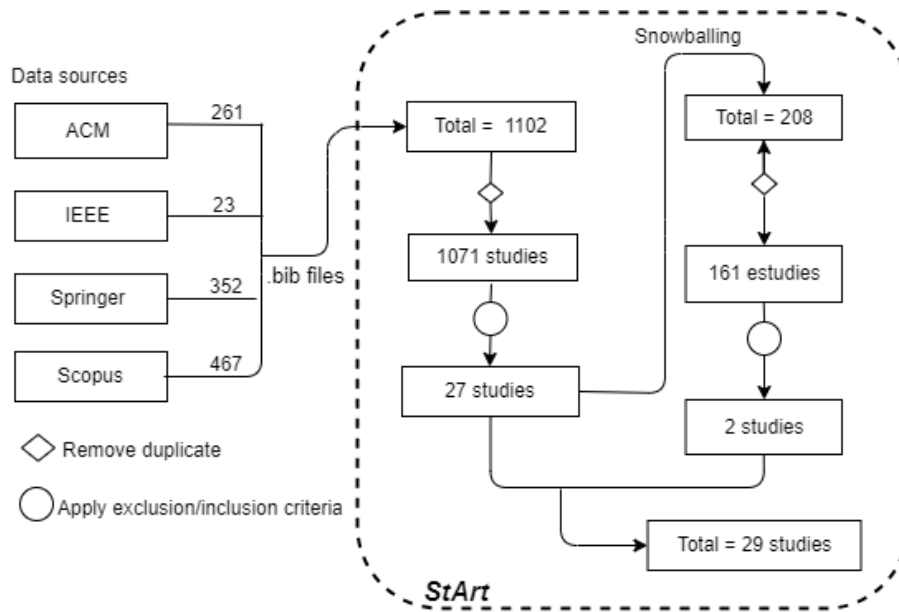 Snowballing
Data sources
ACM
261
Total = 1102
Total = 208
IEEE
23
1071 studies
161 estudies
.bib files
Springer
352
Scopus
467
27 studies
2 studies
Remove duplicate
Apply exclusion/inclusion criteria
Total = 29 studies
StArt